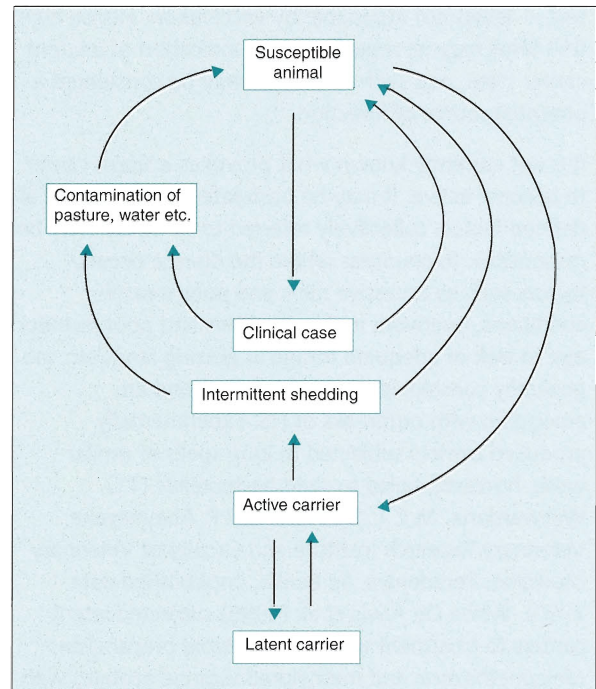 Susceptible
animal
Contamination of
pasture, water etc.
Clinical case
Intermittent shedding
Active carrier
Latent carrier